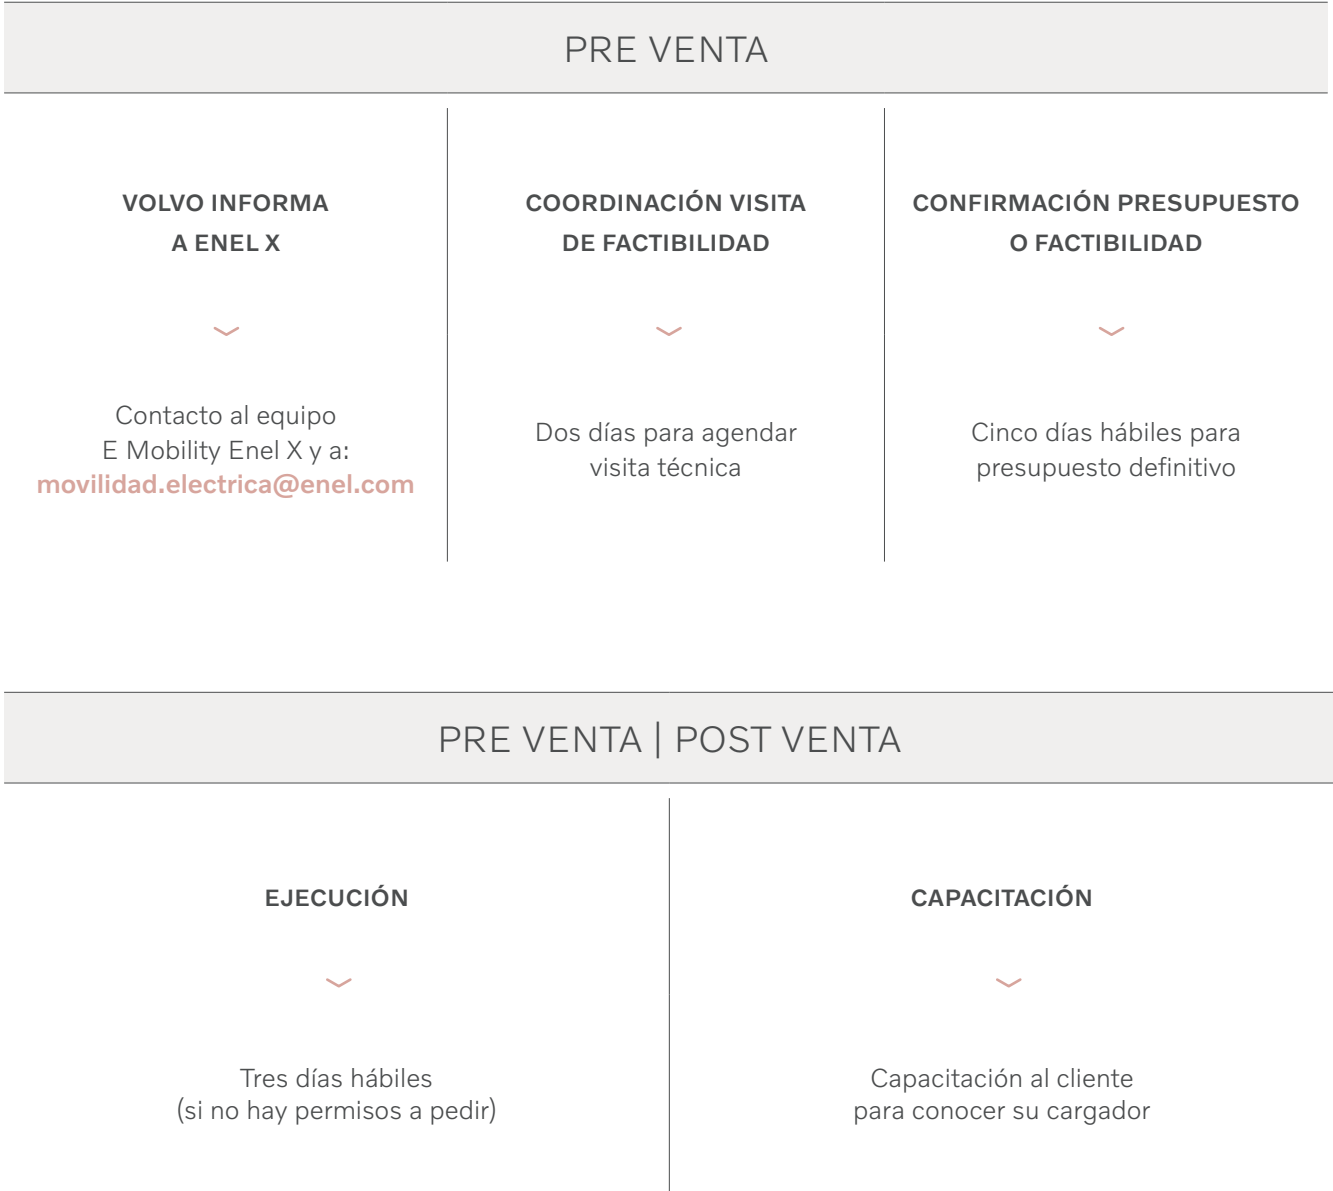 PRE VENTA
VOLVO INFORMA
A ENEL X
Contacto al equipo
E Mobility Enel X y a:
movilidad.electrica@enel.com
COORDINACIÓN VISITA
DE FACTIBILIDAD
Dos días para agendar
visita técnica
CONFIRMACIÓN PRESUPUESTO
O FACTIBILIDAD
Cinco días hábiles para
presupuesto definitivo
PRE VENTA | POST VENTA
EJECUCIÓN
Tres días hábiles
(si no hay permisos a pedir)
CAPACITACIÓN
Capacitación al cliente
para conocer su cargador